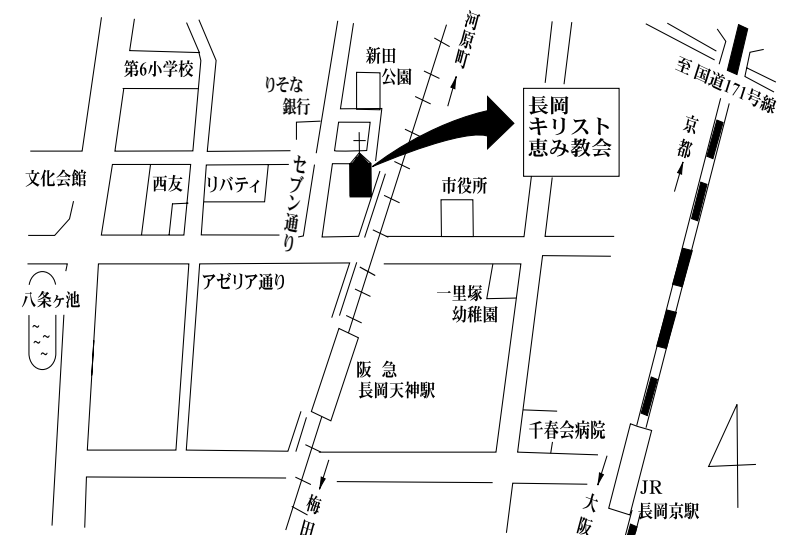 河原町
新田
公園
第6小学校
りそな
銀行
至 国道171号線
長岡
キリスト
恵み教会
京都
文化会館
西友
リバティ
セブン通り
市役所
アゼリア通り
八条ヶ池
一里塚
幼稚園
阪急
長岡天神駅
千春会病院
梅田
大阪
JR
長岡京駅